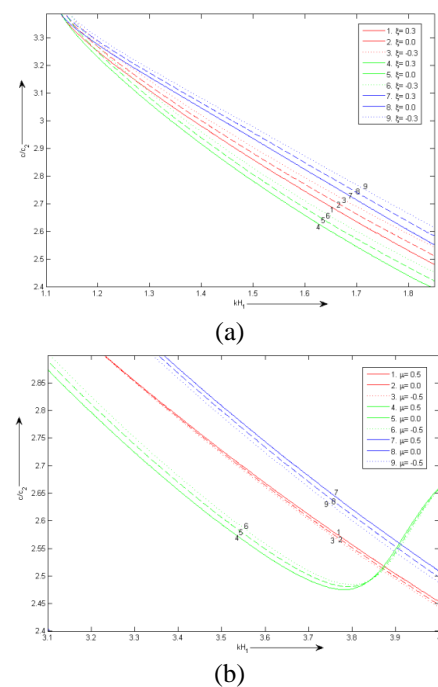 3.3
3.2
3.1
3
2.9
2.8
2.7
2.6
2.5
2.4
c/c2
1. ξ= 0.3
2. ξ= 0.0
3. ξ= -0.3
4. ξ= 0.3
5. ξ= 0.0
6. ξ= -0.3
7. ξ= 0.3
8. ξ= 0.0
9. ξ= -0.3
9
8
7
3
2
1
6
5
4
1.1 1.2 1.3 1.4 1.5 1.6 1.7 1.8
kH1
(a)
2.85
2.8
2.75
2.7
2.65
2.6
2.55
2.5
2.45
2.4
c/c2
1. μ= 0.5
2. μ= 0.0
3. μ= -0.5
4. μ= 0.5
5. μ= 0.0
6. μ= -0.5
7. μ= 0.5
8. μ= 0.0
9. μ= -0.5
7
9 8
1
3 2
6
5
4
3.1 3.2 3.3 3.4 3.5 3.6 3.7 3.8 3.9 4
kH1
(b)